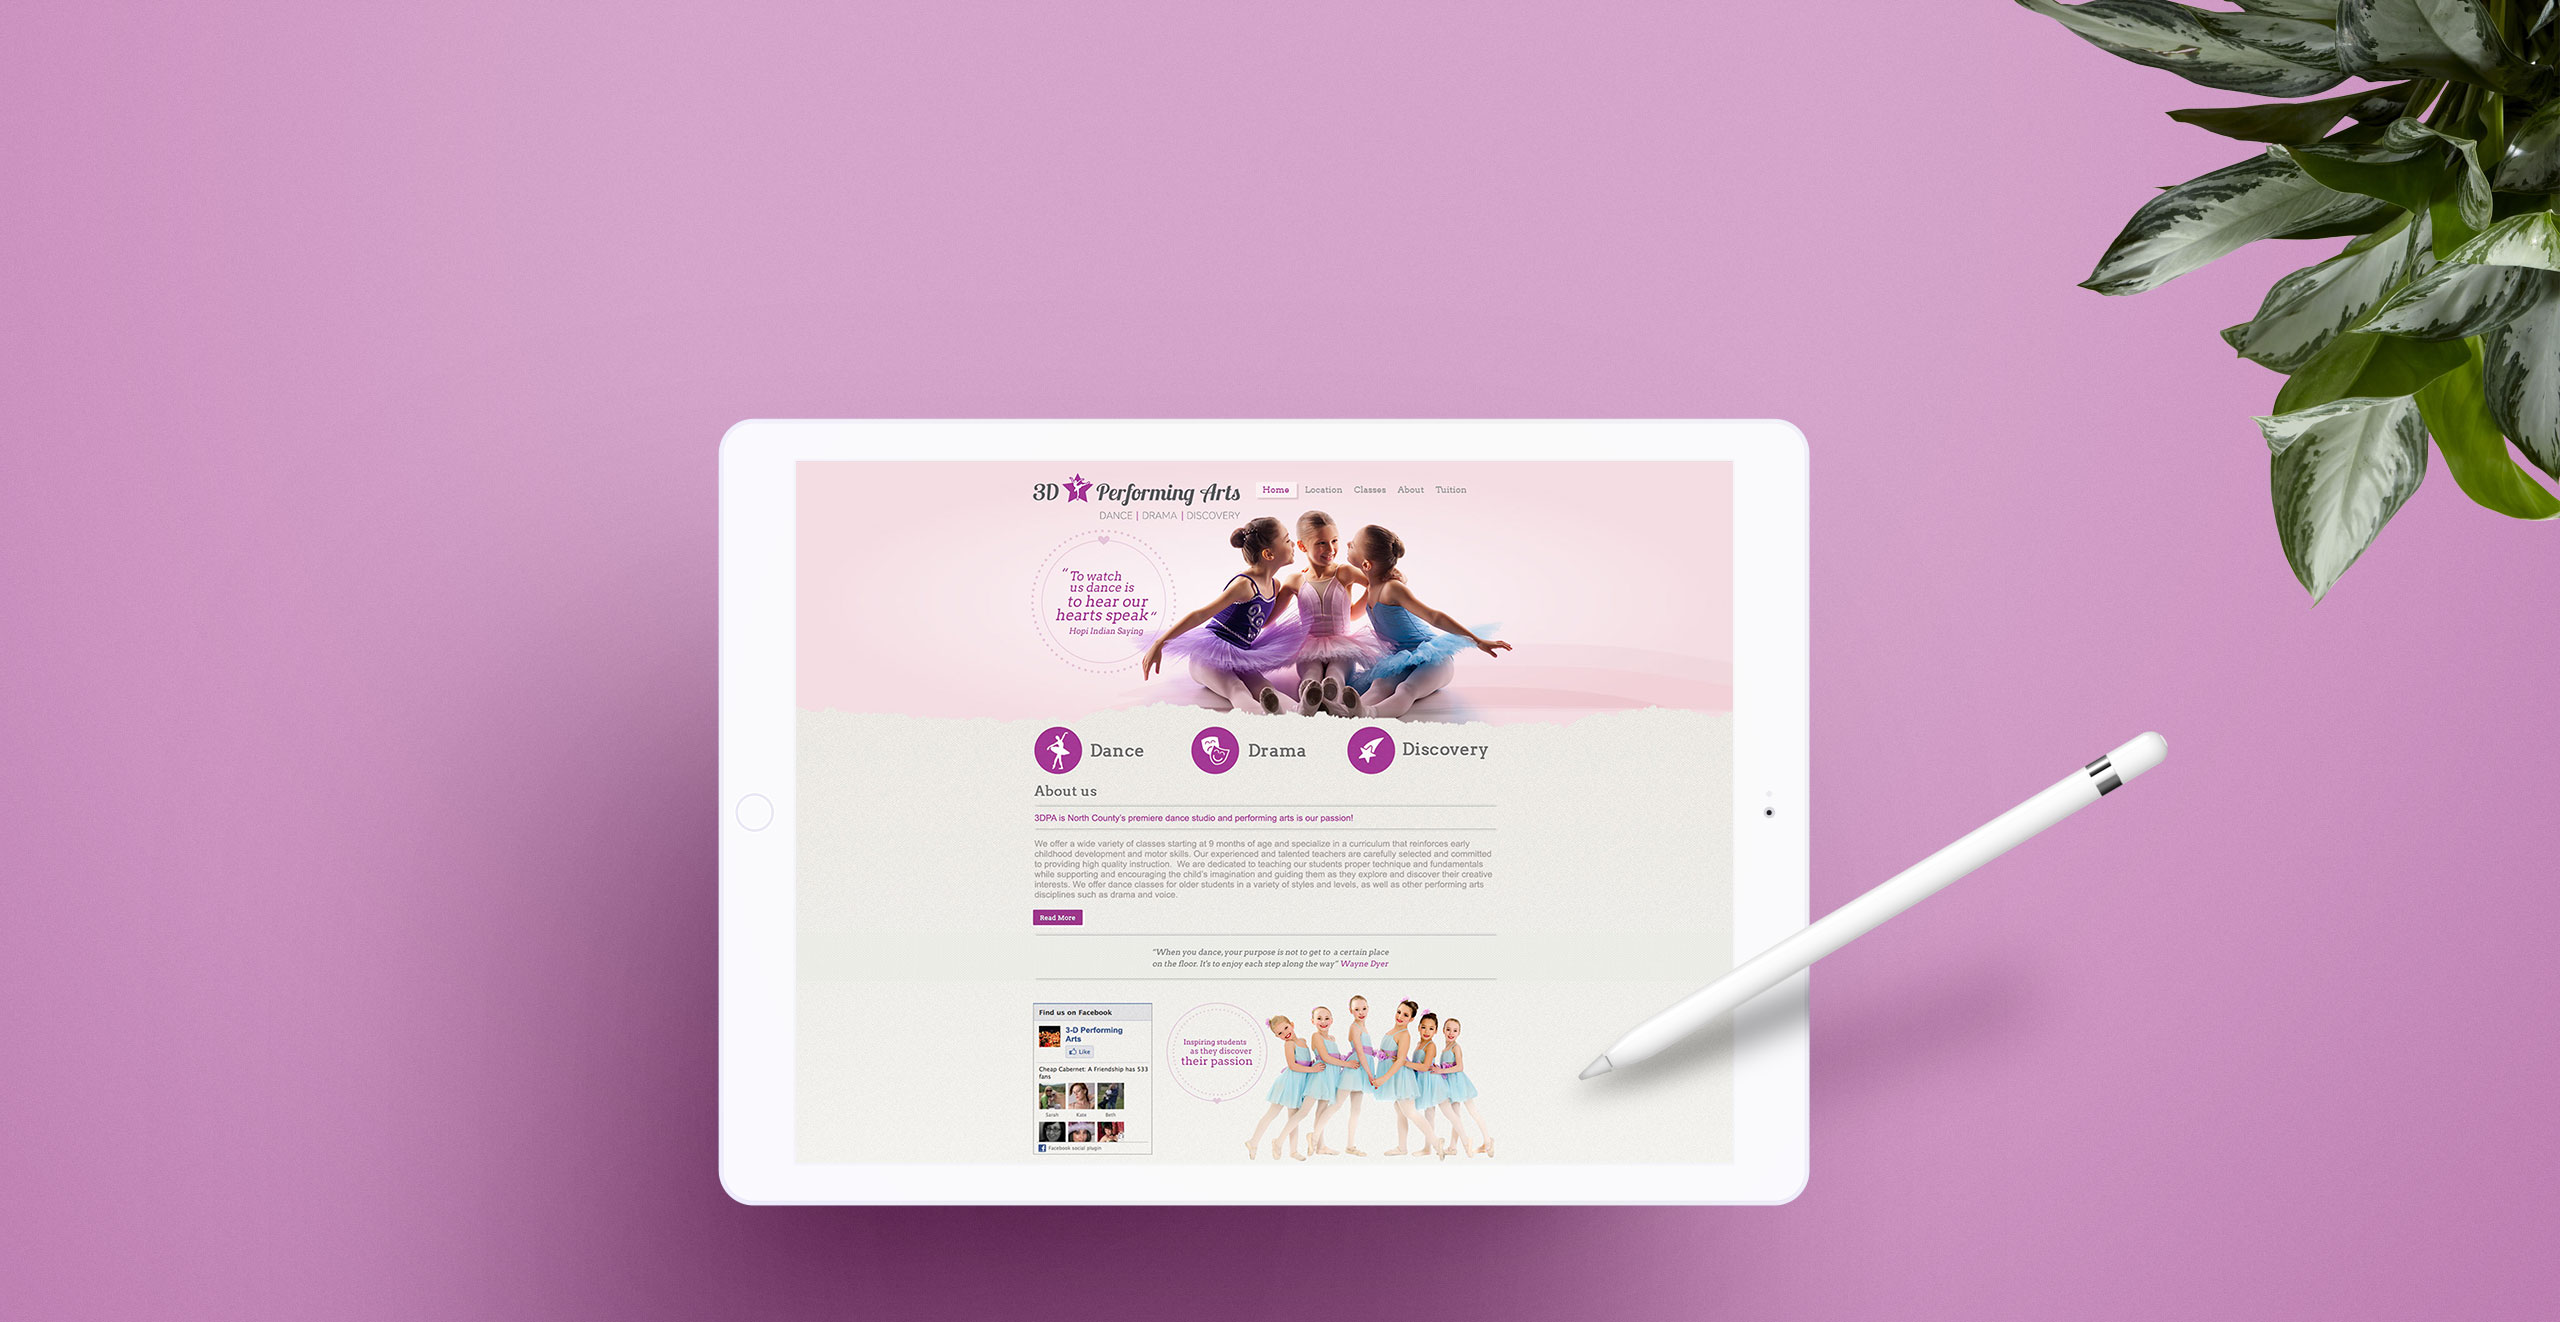 3D Performing Arts
DANCE | DRAMA | DISCOVERY
Home Location Classes About Tuition
“To watch
us dance is
to hear our
hearts speak“
Hopi Indian Saying
Dance Drama Discovery
About us
3DPA is North County's premiere dance studio and performing arts is our passion!
We offer a wide variety of classes starting at 9 months of age and specialize in a curriculum that reinforces early
childhood development and motor skills. Our experienced and talented teachers are carefully selected and committed
to providing high quality instruction. We are dedicated to teaching our students proper technique and fundamentals
while supporting and encouraging the child's imagination and guiding them as they explore and discover their creative
interests. We offer dance classes for older students in a variety of styles and levels, as well as other performing arts
disciplines such as drama and voice.
Read More
“When you dance, your purpose is not to get to a certain place
on the floor. It's to enjoy each step along the way” Wayne Dyer
Find us on Facebook
3-D Performing
Arts
Like
Cheap Cabernet: A Friendship has 533
fans
Sarah Kate Beth
Facebook social plugin
Inspiring students
as they discover
their passion